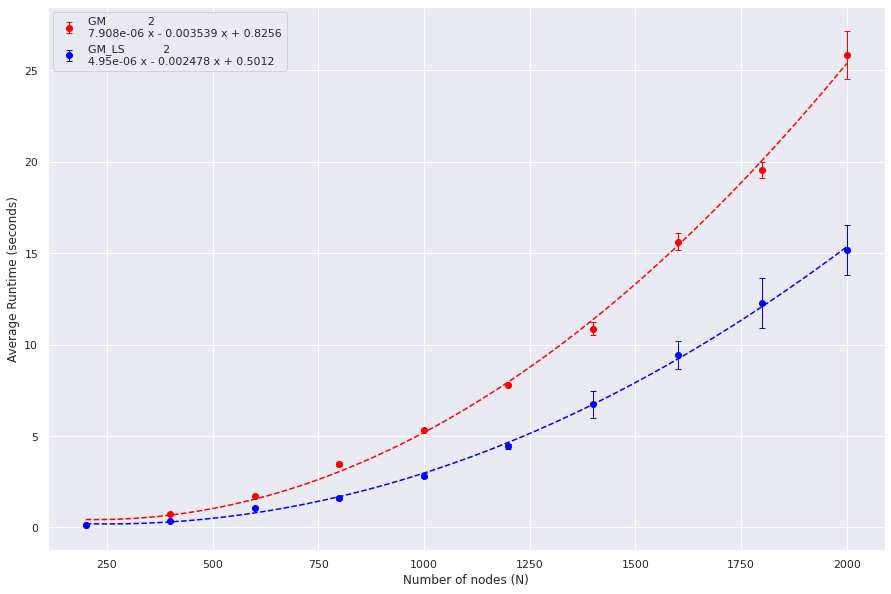 GM 2
7.908e-06 x - 0.003539 x + 0.8256
GM_LS 2
4.95e-06 x - 0.002478 x + 0.5012
25
20
15
10
5
0
Average Runtime (seconds)
250 500 750 1000 1250 1500 1750 2000
Number of nodes (N)